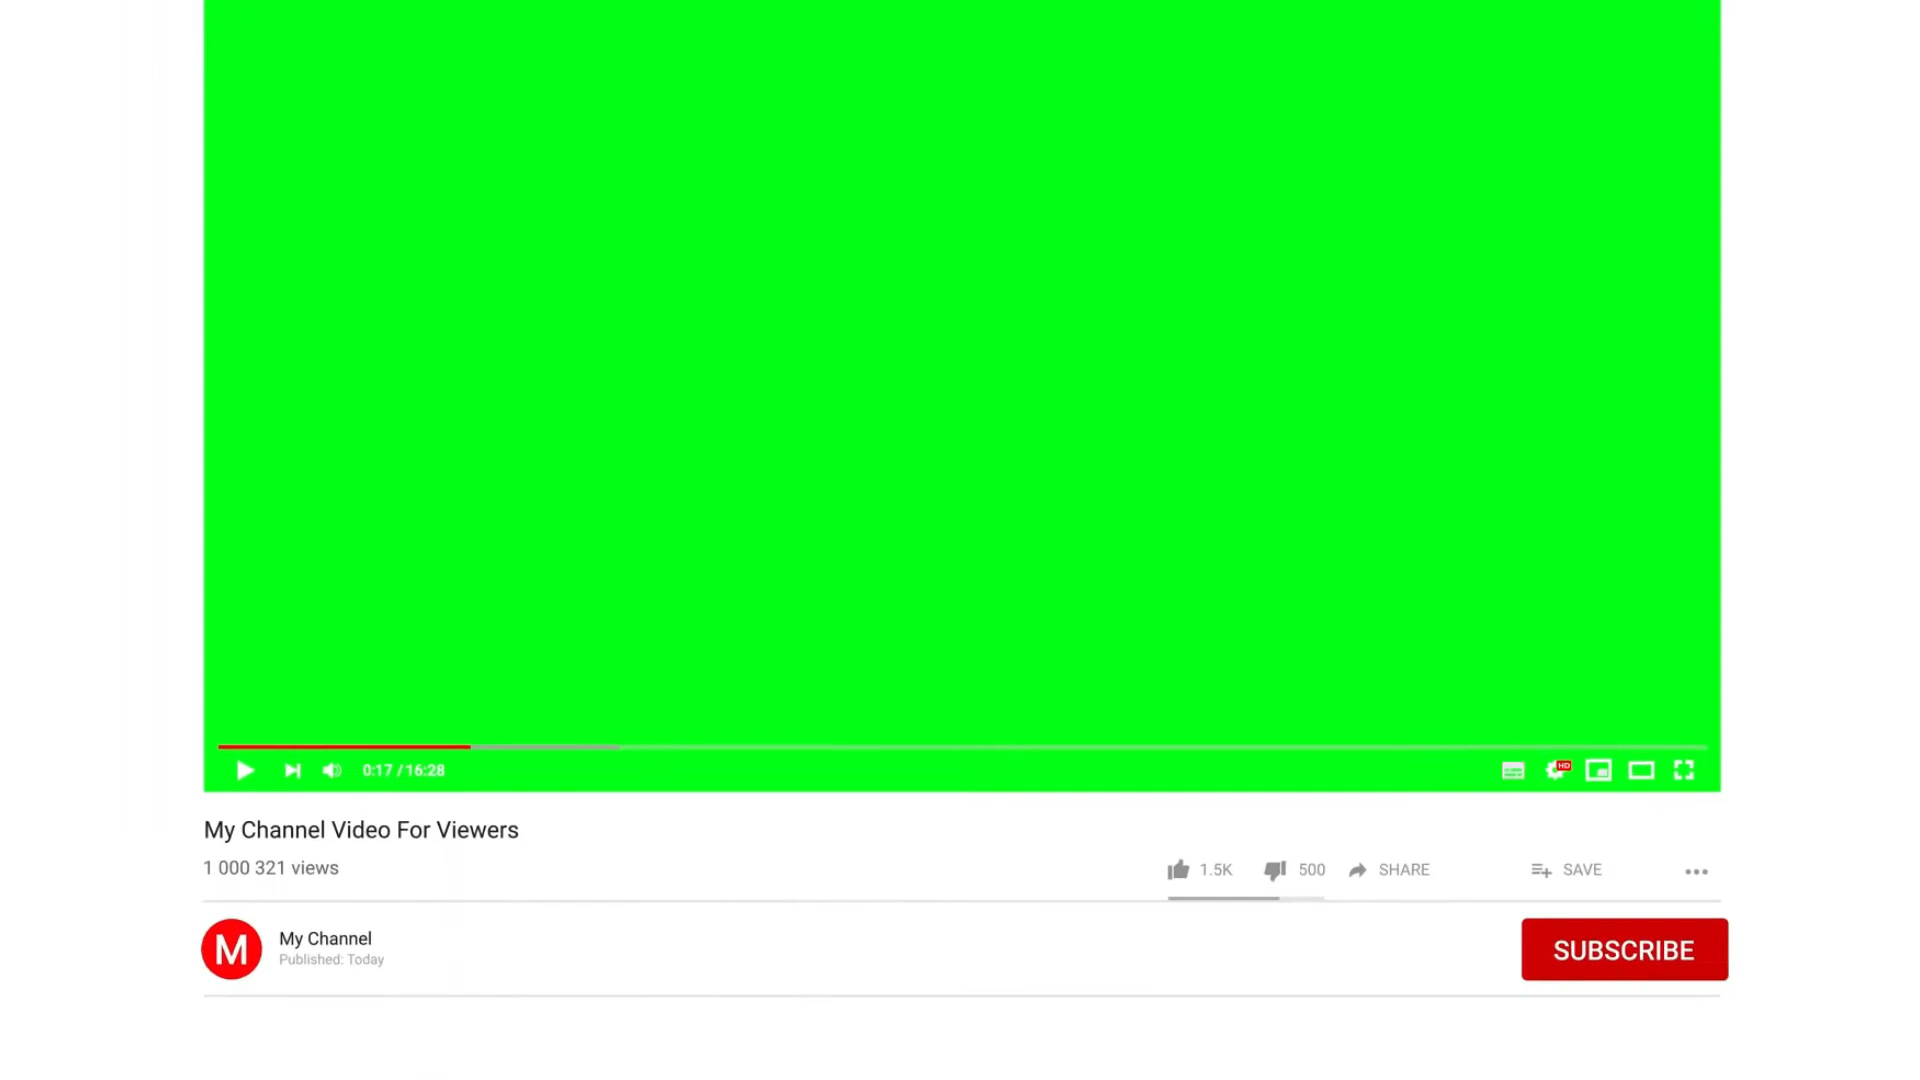 0:17 / 16:28
HD
My Channel Video For Viewers
1 000 321 views
1.5K 500 SHARE SAVE
M
My Channel
Published: Today
SUBSCRIBE